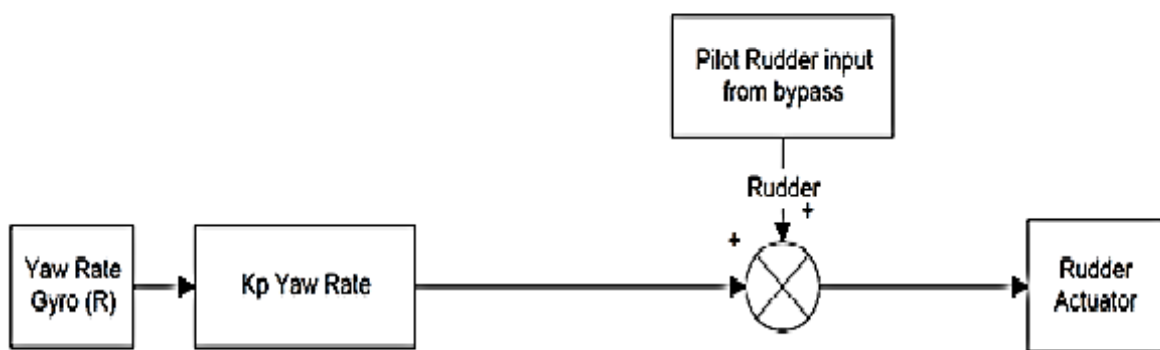 Pilot Rudder input
from bypass
Rudder
+
+
Yaw Rate
Gyro (R)
Kp Yaw Rate
Rudder
Actuator